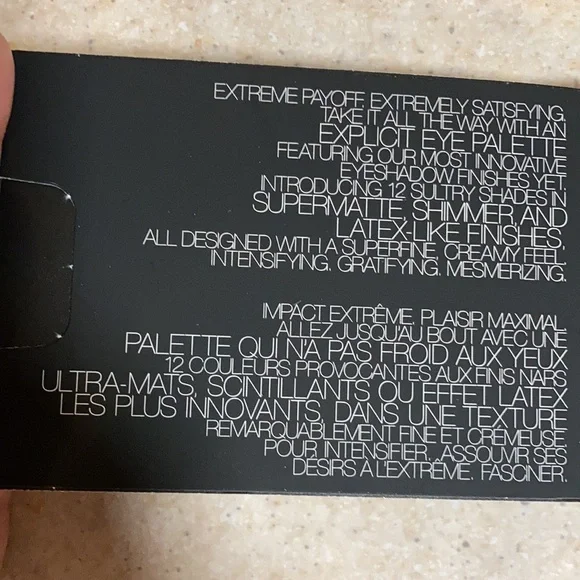 EXTREME PAYOFF. EXTREMELY SATISFYING.
TAKE IT ALL THE WAY WITH AN
EXPLICIT EYE PALETTE
FEATURING OUR MOST INNOVATIVE
EYESHADOW FINISHES YET.
INTRODUCING 12 SULTRY SHADES IN
SUPERMATTE, SHIMMER, AND
LATEX-LIKE FINISHES,
ALL DESIGNED WITH A SUPERFINE, CREAMY FEEL.
INTENSIFYING. GRATIFYING. MESMERIZING.
IMPACT EXTRÊME. PLAISIR MAXIMAL.
ALLEZ JUSQU'AU BOUT AVEC UNE
PALETTE QUI N'A PAS FROID AUX YEUX
12 COULEURS PROVOCANTES AUX FINIS NARS
ULTRA-MATS, SCINTILLANTS OU EFFET LATEX
LES PLUS INNOVANTS, DANS UNE TEXTURE
REMARQUABLEMENT FINE ET CRÉMEUSE
POUR INTENSIFIER. ASSOUVIR SES
DÉSIRS À L'EXTRÊME. FASCINER.